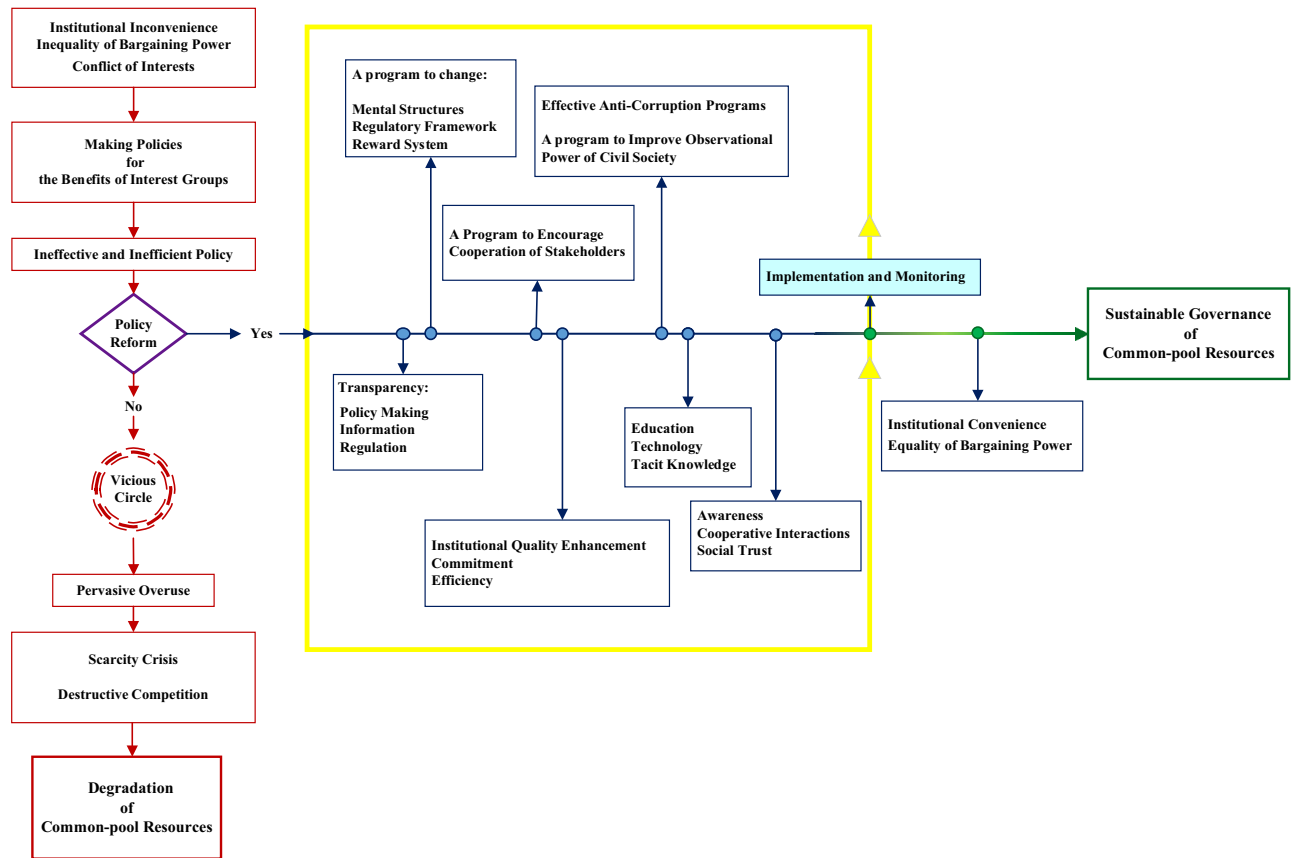 Institutional Inconvenience
Inequality of Bargaining Power
Conflict of Interests
Making Policies
for
the Benefits of Interest Groups
Ineffective and Inefficient Policy
Policy
Reform
Yes
No
Vicious
Circle
Pervasive Overuse
Scarcity Crisis
Destructive Competition
Degradation
of
Common-pool Resources
A program to change:
Mental Structures
Regulatory Framework
Reward System
Effective Anti-Corruption Programs
A program to Improve Observational
Power of Civil Society
A Program to Encourage
Cooperation of Stakeholders
Implementation and Monitoring
Transparency:
Policy Making
Information
Regulation
Education
Technology
Tacit Knowledge
Institutional Quality Enhancement
Commitment
Efficiency
Awareness
Cooperative Interactions
Social Trust
Institutional Convenience
Equality of Bargaining Power
Sustainable Governance
of
Common-pool Resources